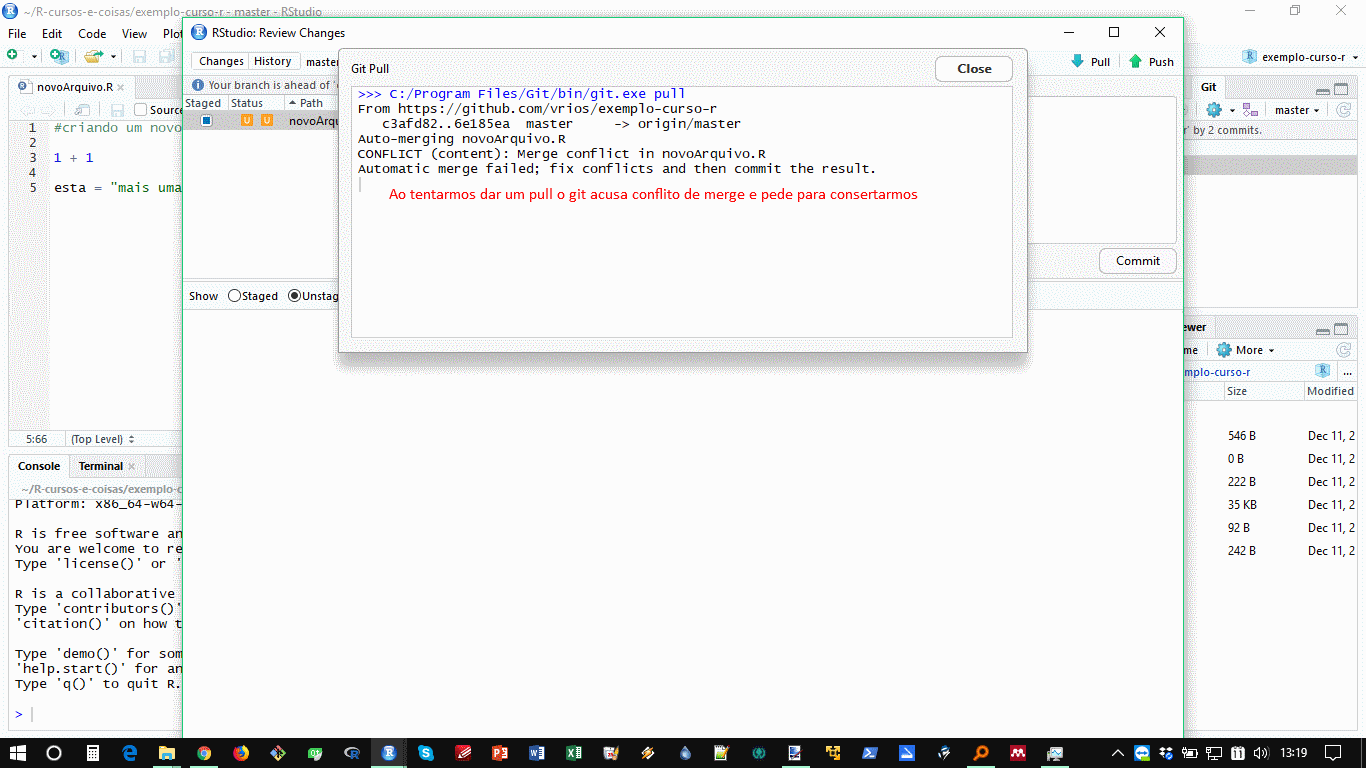 ~/R-cursos-e-coisas/exemplo-curso-r - master - RStudio
File Edit Code View Plot
RStudio: Review Changes
Changes History master
Pull Push
exemplo-curso-r
Your branch is ahead of
Staged Status Path
novoArqu
Git Pull
Close
>>> C:/Program Files/Git/bin/git.exe pull
From https://github.com/vrios/exemplo-curso-r
c3afd82..6e185ea master -> origin/master
Auto-merging novoArquivo.R
CONFLICT (content): Merge conflict in novoArquivo.R
Automatic merge failed; fix conflicts and then commit the result.
Ao tentarmos dar um pull o git acusa conflito de merge e pede para consertarmos
Commit
Show Staged Unstag
novoArquivo.R
Source
1 #criando um novo
2
3 1 + 1
4
5 esta = "mais uma
5:66 (Top Level)
Git
master
r' by 2 commits.
Console Terminal
~/R-cursos-e-coisas/exemplo-c
Platform: x86_64-w64-
R is free software an
You are welcome to re
Type 'license()' or '
R is a collaborative
Type 'contributors()'
'citation()' on how t
Type 'demo()' for som
'help.start()' for an
Type 'q()' to quit R.
>
ewer
me More
mplo-curso-r ...
Size Modified
546 B Dec 11, 2
0 B Dec 11, 2
222 B Dec 11, 2
35 KB Dec 11, 2
92 B Dec 11, 2
242 B Dec 11, 2
13:19